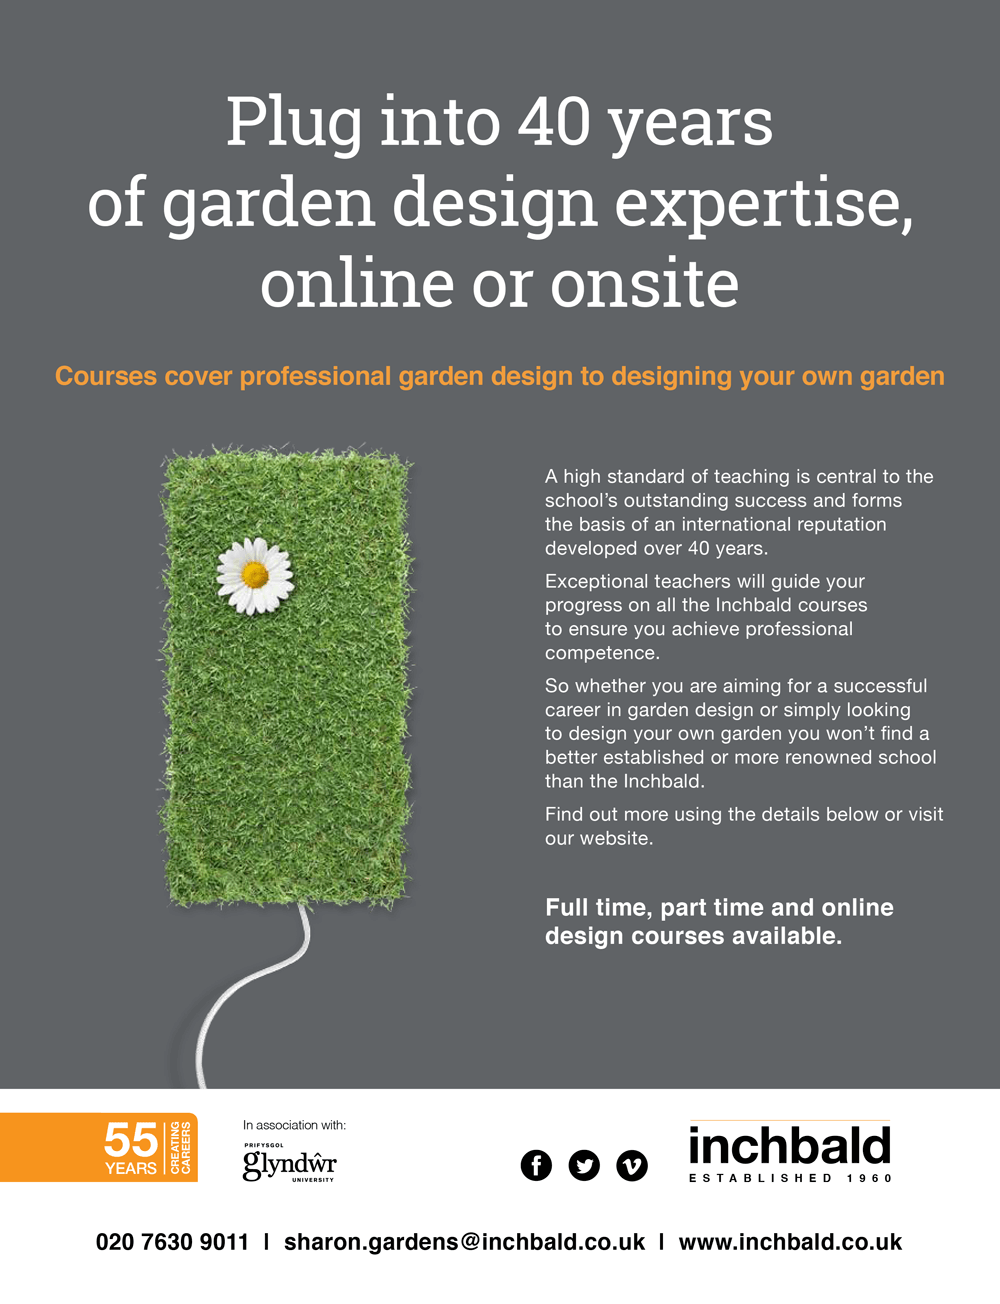 Plug into 40 years
of garden design expertise,
online or onsite
Courses cover professional garden design to designing your own garden
A high standard of teaching is central to the
school’s outstanding success and forms
the basis of an international reputation
developed over 40 years.
Exceptional teachers will guide your
progress on all the Inchbald courses
to ensure you achieve professional
competence.
So whether you are aiming for a successful
career in garden design or simply looking
to design your own garden you won’t find a
better established or more renowned school
than the Inchbald.
Find out more using the details below or visit
our website.
Full time, part time and online
design courses available.
55
YEARS
CREATING
CAREERS
In association with:
PRIFYSGOL
glyndŵr
UNIVERSITY
inchbald
ESTABLISHED 1960
020 7630 9011 | sharon.gardens@inchbald.co.uk | www.inchbald.co.uk